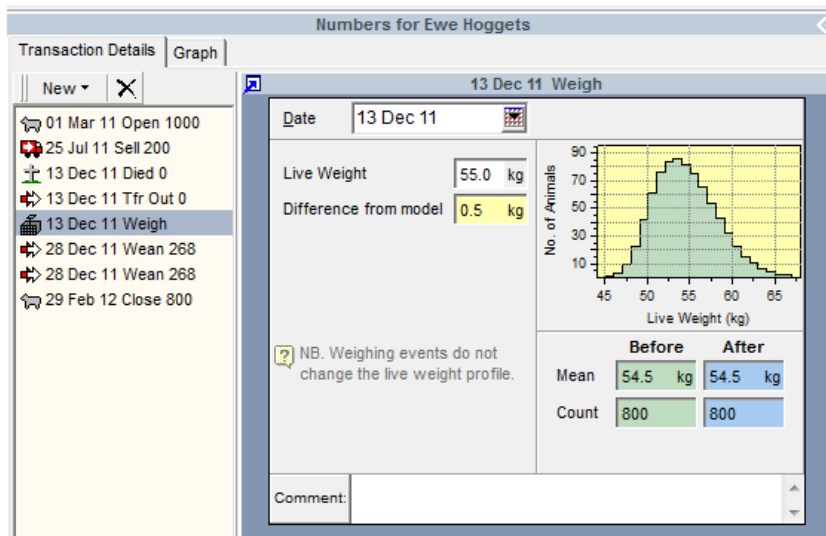 Numbers for Ewe Hoggets
Transaction Details Graph
New
01 Mar 11 Open 1000
25 Jul 11 Sell 200
13 Dec 11 Died 0
13 Dec 11 Tfr Out 0
13 Dec 11 Weigh
28 Dec 11 Wean 268
28 Dec 11 Wean 268
29 Feb 12 Close 800
13 Dec 11 Weigh
Date 13 Dec 11
Live Weight 55.0 kg
Difference from model 0.5 kg
? NB. Weighing events do not
change the live weight profile.
No. of Animals
90
70
50
30
10
45 50 55 60 65
Live Weight (kg)
Before After
Mean 54.5 kg 54.5 kg
Count 800 800
Comment: